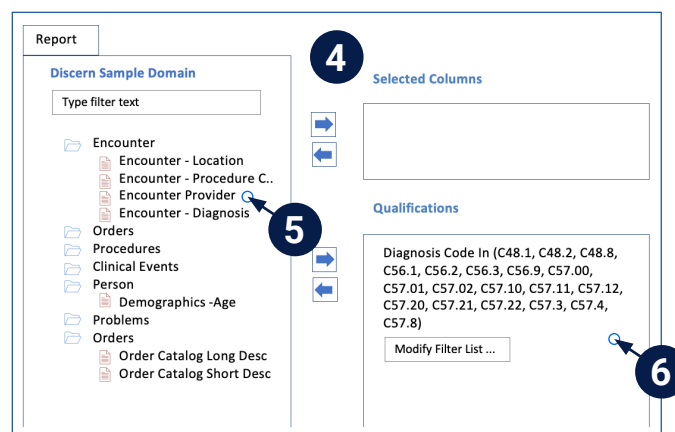 Report
4
Discern Sample Domain
Selected Columns
Type filter text
Encounter
Encounter - Location
Encounter - Procedure C..
Encounter Provider
Encounter - Diagnosis
5
Orders
Procedures
Clinical Events
Person
Demographics -Age
Problems
Orders
Order Catalog Long Desc
Order Catalog Short Desc
Qualifications
Diagnosis Code In (C48.1, C48.2, C48.8,
C56.1, C56.2, C56.3, C56.9, C57.00,
C57.01, C57.02, C57.10, C57.11, C57.12,
C57.20, C57.21, C57.22, C57.3, C57.4,
C57.8)
Modify Filter List ...
6